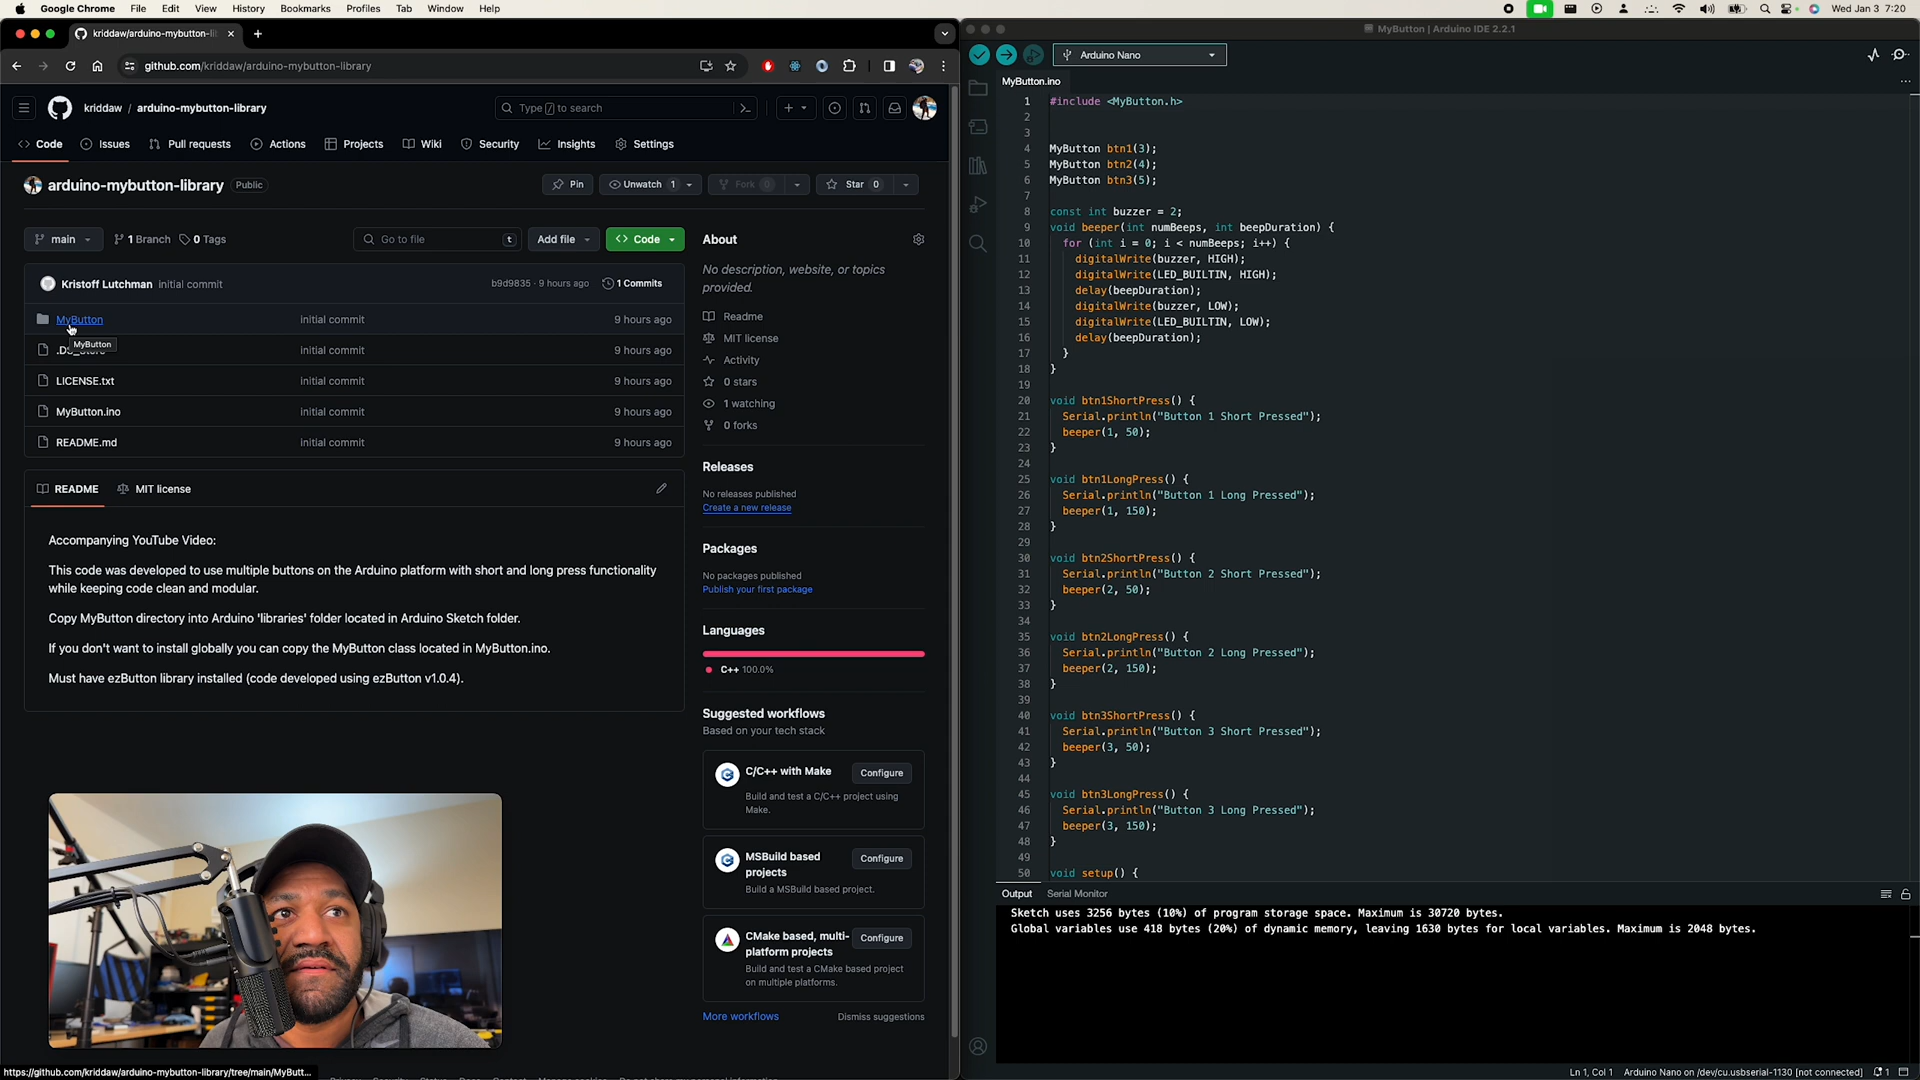 Google Chrome File Edit View History Bookmarks Profiles Tab Window Help
Wed Jan 3 7:20
kriddaw/arduino-mybutton-li
github.com/kriddaw/arduino-mybutton-library
kriddaw / arduino-mybutton-library
Type / to search
Code Issues Pull requests Actions Projects Wiki Security Insights Settings
arduino-mybutton-library Public
Pin Unwatch 1 Fork 0 Star 0
main 1 Branch 0 Tags Go to file t Add file Code
Kristoff Lutchman initial commit b9d9835 · 9 hours ago 1 Commits
MyButton initial commit 9 hours ago
MyButton
.DS_Store initial commit 9 hours ago
LICENSE.txt initial commit 9 hours ago
MyButton.ino initial commit 9 hours ago
README.md initial commit 9 hours ago
README MIT license
Accompanying YouTube Video:
This code was developed to use multiple buttons on the Arduino platform with short and long press functionality
while keeping code clean and modular.
Copy MyButton directory into Arduino 'libraries' folder located in Arduino Sketch folder.
If you don't want to install globally you can copy the MyButton class located in MyButton.ino.
Must have ezButton library installed (code developed using ezButton v1.0.4).
About
No description, website, or topics
provided.
Readme
MIT license
Activity
0 stars
1 watching
0 forks
Releases
No releases published
Create a new release
Packages
No packages published
Publish your first package
Languages
C++ 100.0%
Suggested workflows
Based on your tech stack
C/C++ with Make Configure
Build and test a C/C++ project using
Make.
MSBuild based
projects
Configure
Build a MSBuild based project.
CMake based, multi-
platform projects
Configure
Build and test a CMake based project
on multiple platforms.
More workflows Dismiss suggestions
https://github.com/kriddaw/arduino-mybutton-library/tree/main/MyButt...
MyButton | Arduino IDE 2.2.1
Arduino Nano
MyButton.ino
1 #include <MyButton.h>
2
3
4 MyButton btn1(3);
5 MyButton btn2(4);
6 MyButton btn3(5);
7
8 const int buzzer = 2;
9 void beeper(int numBeeps, int beepDuration) {
10 for (int i = 0; i < numBeeps; i++) {
11 digitalWrite(buzzer, HIGH);
12 digitalWrite(LED_BUILTIN, HIGH);
13 delay(beepDuration);
14 digitalWrite(buzzer, LOW);
15 digitalWrite(LED_BUILTIN, LOW);
16 delay(beepDuration);
17 }
18 }
19
20 void btn1ShortPress() {
21 Serial.println("Button 1 Short Pressed");
22 beeper(1, 50);
23 }
24
25 void btn1LongPress() {
26 Serial.println("Button 1 Long Pressed");
27 beeper(1, 150);
28 }
29
30 void btn2ShortPress() {
31 Serial.println("Button 2 Short Pressed");
32 beeper(2, 50);
33 }
34
35 void btn2LongPress() {
36 Serial.println("Button 2 Long Pressed");
37 beeper(2, 150);
38 }
39
40 void btn3ShortPress() {
41 Serial.println("Button 3 Short Pressed");
42 beeper(3, 50);
43 }
44
45 void btn3LongPress() {
46 Serial.println("Button 3 Long Pressed");
47 beeper(3, 150);
48 }
49
50 void setup() {
Output Serial Monitor
Sketch uses 3256 bytes (10%) of program storage space. Maximum is 30720 bytes.
Global variables use 418 bytes (20%) of dynamic memory, leaving 1630 bytes for local variables. Maximum is 2048 bytes.
Ln 1, Col 1 Arduino Nano on /dev/cu.usbserial-1130 [not connected] 1